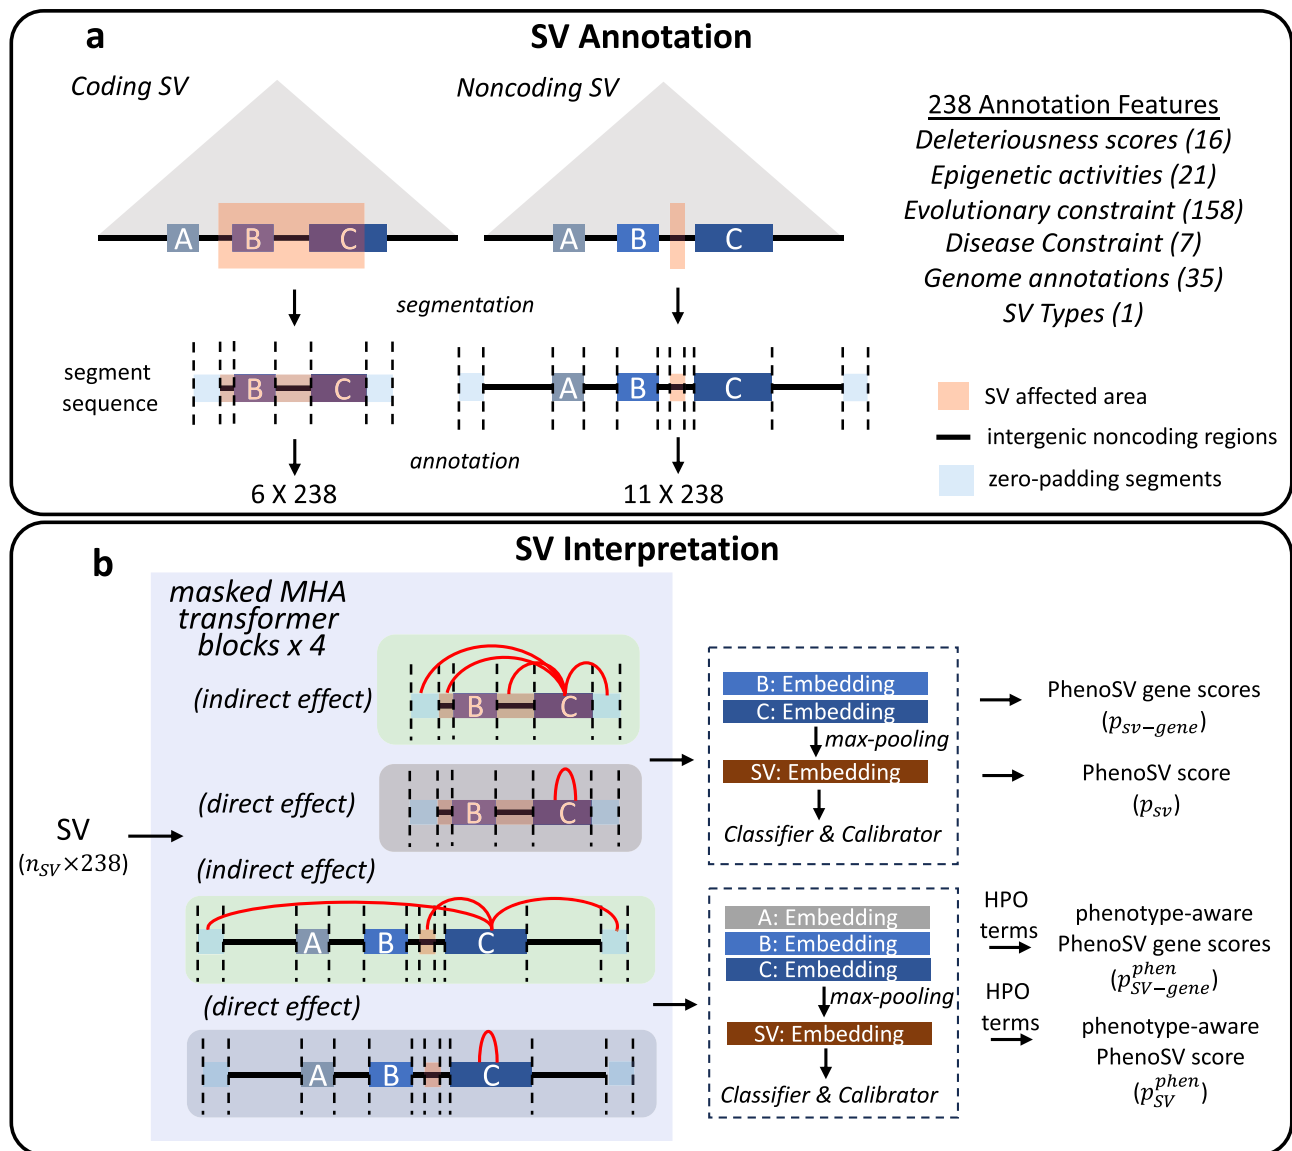 a
SV Annotation
Coding SV
Noncoding SV
A
B
C
A
B
C
238 Annotation Features
Deleteriousness scores (16)
Epigenetic activities (21)
Evolutionary constraint (158)
Disease Constraint (7)
Genome annotations (35)
SV Types (1)
segmentation
segment
sequence
B
C
A
B
C
annotation
6 X 238
11 X 238
SV affected area
intergenic noncoding regions
zero-padding segments
b
SV Interpretation
masked MHA
transformer
blocks x 4
(indirect effect)
B
C
(direct effect)
B
C
SV
(n_SV×238)
(indirect effect)
A
B
C
(direct effect)
A
B
C
B: Embedding
C: Embedding
max-pooling
SV: Embedding
Classifier & Calibrator
PhenoSV gene scores
(p_sv−gene)
PhenoSV score
(p_sv)
A: Embedding
B: Embedding
C: Embedding
max-pooling
SV: Embedding
Classifier & Calibrator
HPO
terms
phenotype-aware
PhenoSV gene scores
(p_SV−gene^phen)
HPO
terms
phenotype-aware
PhenoSV score
(p_SV^phen)